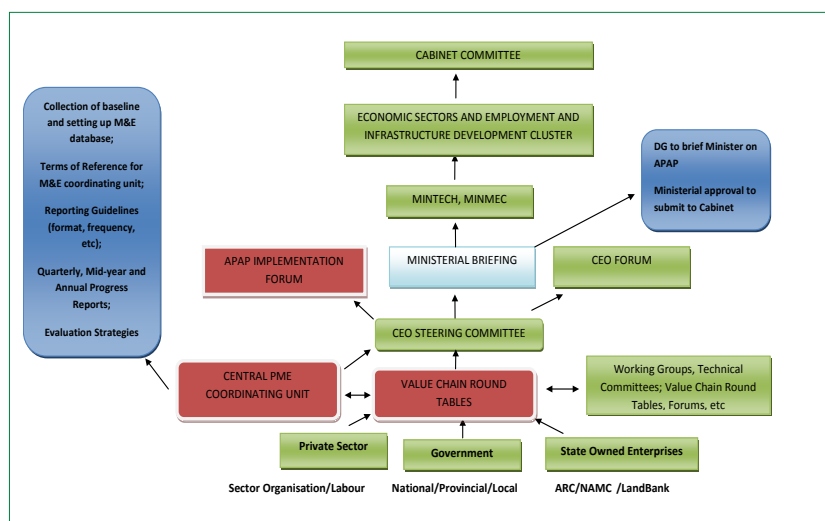 CABINET COMMITTEE
ECONOMIC SECTORS AND EMPLOYMENT AND
INFRASTRUCTURE DEVELOPMENT CLUSTER
Collection of baseline
and setting up M&E
database;
Terms of Reference for
M&E coordinating unit;
Reporting Guidelines
(format, frequency,
etc);
Quarterly, Mid-year and
Annual Progress
Reports;
Evaluation Strategies
DG to brief Minister on
APAP
Ministerial approval to
submit to Cabinet
MINTECH, MINMEC
APAP IMPLEMENTATION
FORUM
MINISTERIAL BRIEFING
CEO FORUM
CEO STEERING COMMITTEE
CENTRAL PME
COORDINATING UNIT
VALUE CHAIN ROUND
TABLES
Working Groups, Technical
Committees; Value Chain Round
Tables, Forums, etc
Private Sector
Government
State Owned Enterprises
Sector Organisation/Labour
National/Provincial/Local
ARC/NAMC /LandBank